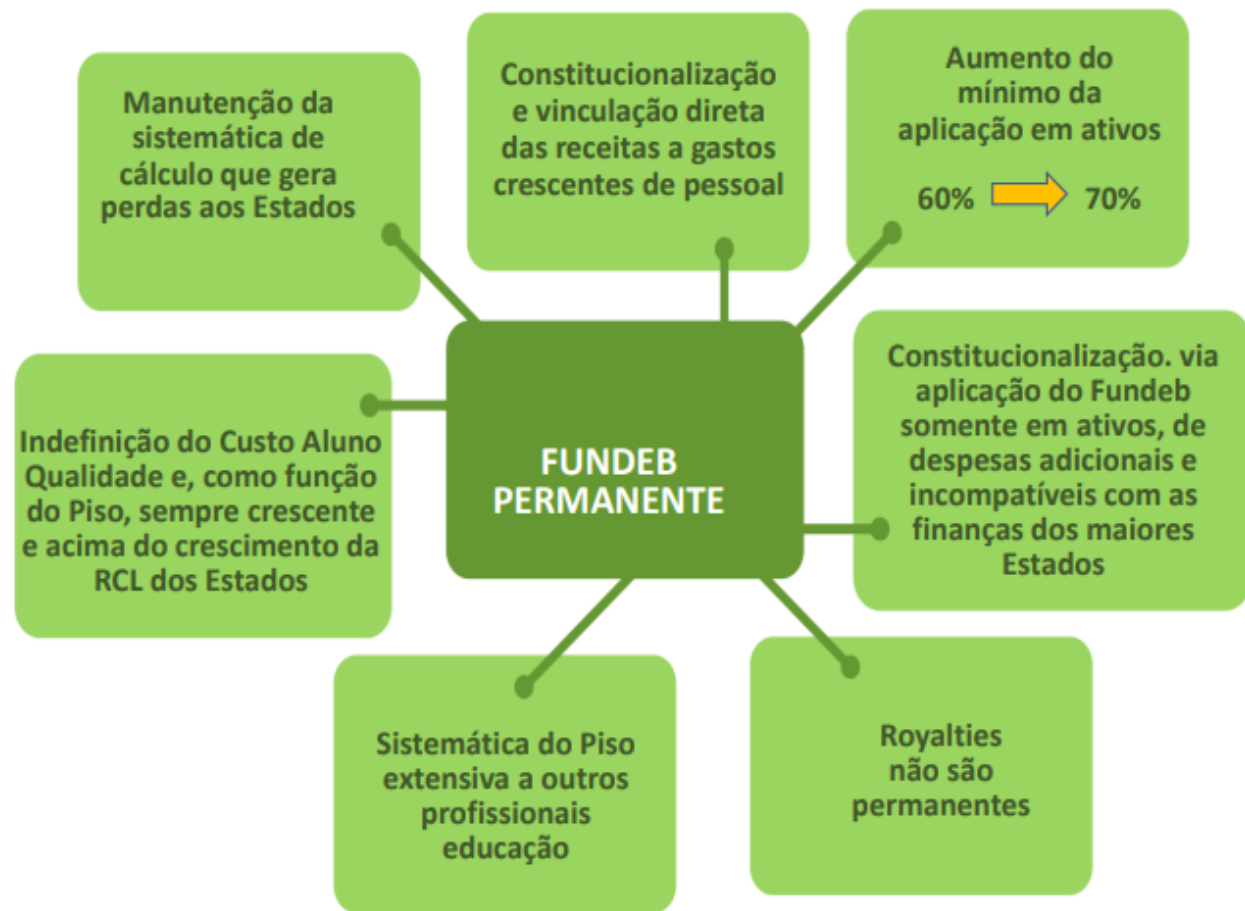 Manutenção da
sistemática de
cálculo que gera
perdas aos Estados
Constitucionalização
e vinculação direta
das receitas a gastos
crescentes de pessoal
Aumento do
mínimo da
aplicação em ativos
60% 70%
Indefinição do Custo Aluno
Qualidade e, como função
do Piso, sempre crescente
e acima do crescimento da
RCL dos Estados
FUNDEB
PERMANENTE
Constitucionalização. via
aplicação do Fundeb
somente em ativos, de
despesas adicionais e
incompatíveis com as
finanças dos maiores
Estados
Sistemática do Piso
extensiva a outros
profissionais
educação
Royalties
não são
permanentes